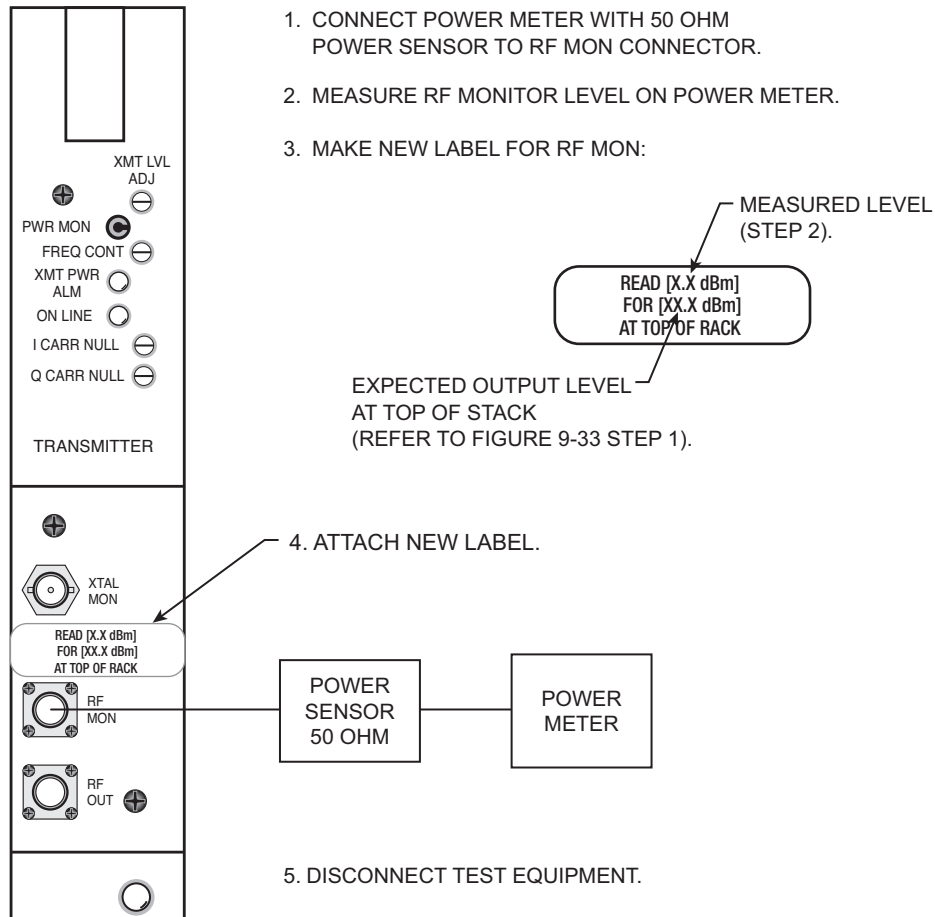 1. CONNECT POWER METER WITH 50 OHM
POWER SENSOR TO RF MON CONNECTOR.
2. MEASURE RF MONITOR LEVEL ON POWER METER.
3. MAKE NEW LABEL FOR RF MON:
MEASURED LEVEL
(STEP 2).
READ [X.X dBm]
FOR [XX.X dBm]
AT TOP OF RACK
EXPECTED OUTPUT LEVEL
AT TOP OF STACK
(REFER TO FIGURE 9-33 STEP 1).
XMT LVL
ADJ
PWR MON
FREQ CONT
XMT PWR
ALM
ON LINE
I CARR NULL
Q CARR NULL
TRANSMITTER
4. ATTACH NEW LABEL.
XTAL
MON
READ [X.X dBm]
FOR [XX.X dBm]
AT TOP OF RACK
RF
MON
POWER
SENSOR
50 OHM
POWER
METER
RF
OUT
5. DISCONNECT TEST EQUIPMENT.